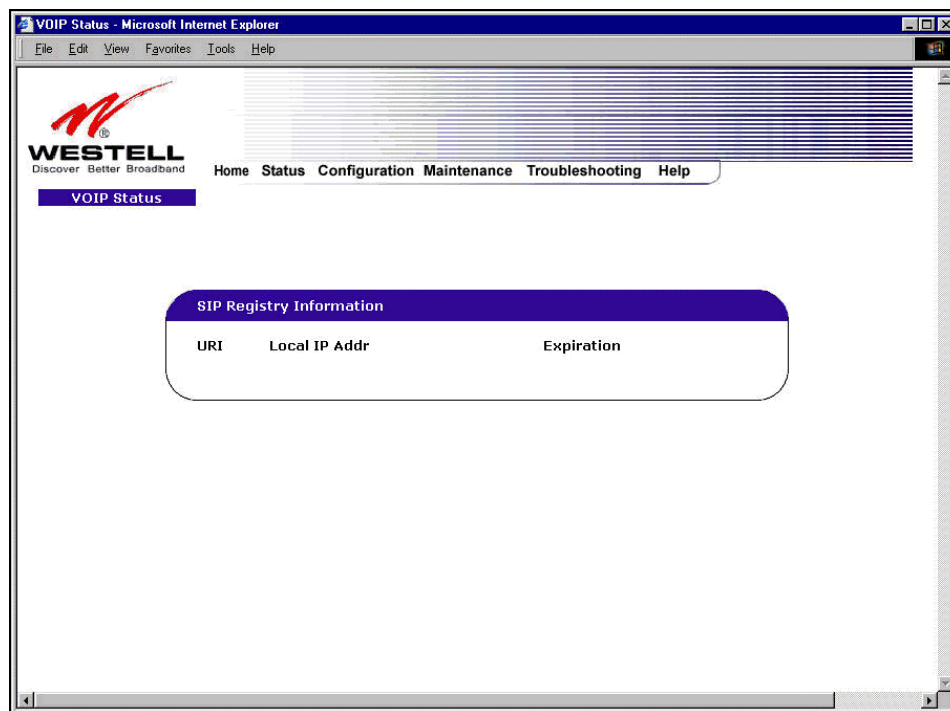 VOIP Status - Microsoft Internet Explorer
File Edit View Favorites Tools Help
®
WESTELL
Discover Better Broadband
Home Status Configuration Maintenance Troubleshooting Help
VOIP Status
SIP Registry Information
URI Local IP Addr Expiration